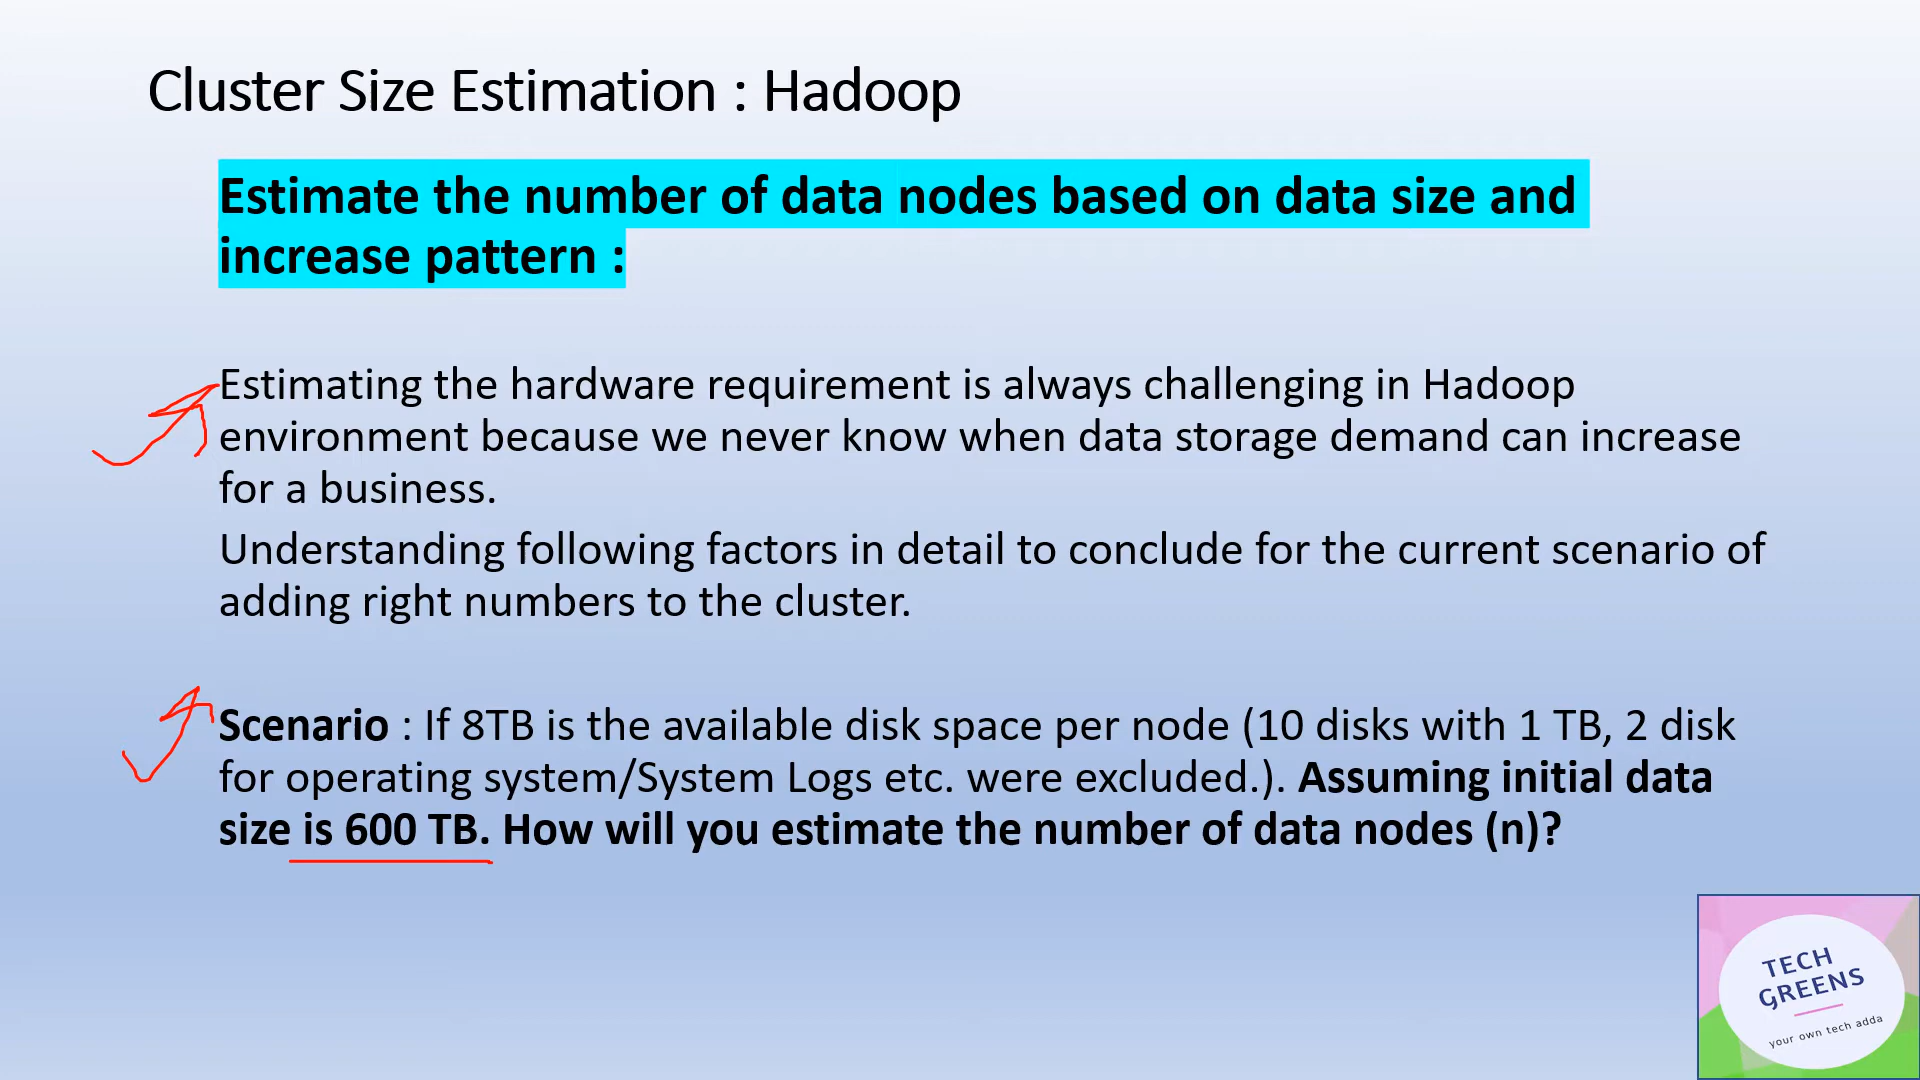 Cluster Size Estimation : Hadoop
Estimate the number of data nodes based on data size and
increase pattern :
Estimating the hardware requirement is always challenging in Hadoop
environment because we never know when data storage demand can increase
for a business.
Understanding following factors in detail to conclude for the current scenario of
adding right numbers to the cluster.
Scenario : If 8TB is the available disk space per node (10 disks with 1 TB, 2 disk
for operating system/System Logs etc. were excluded.). Assuming initial data
size is 600 TB. How will you estimate the number of data nodes (n)?
TECH
GREENS
your own tech adda